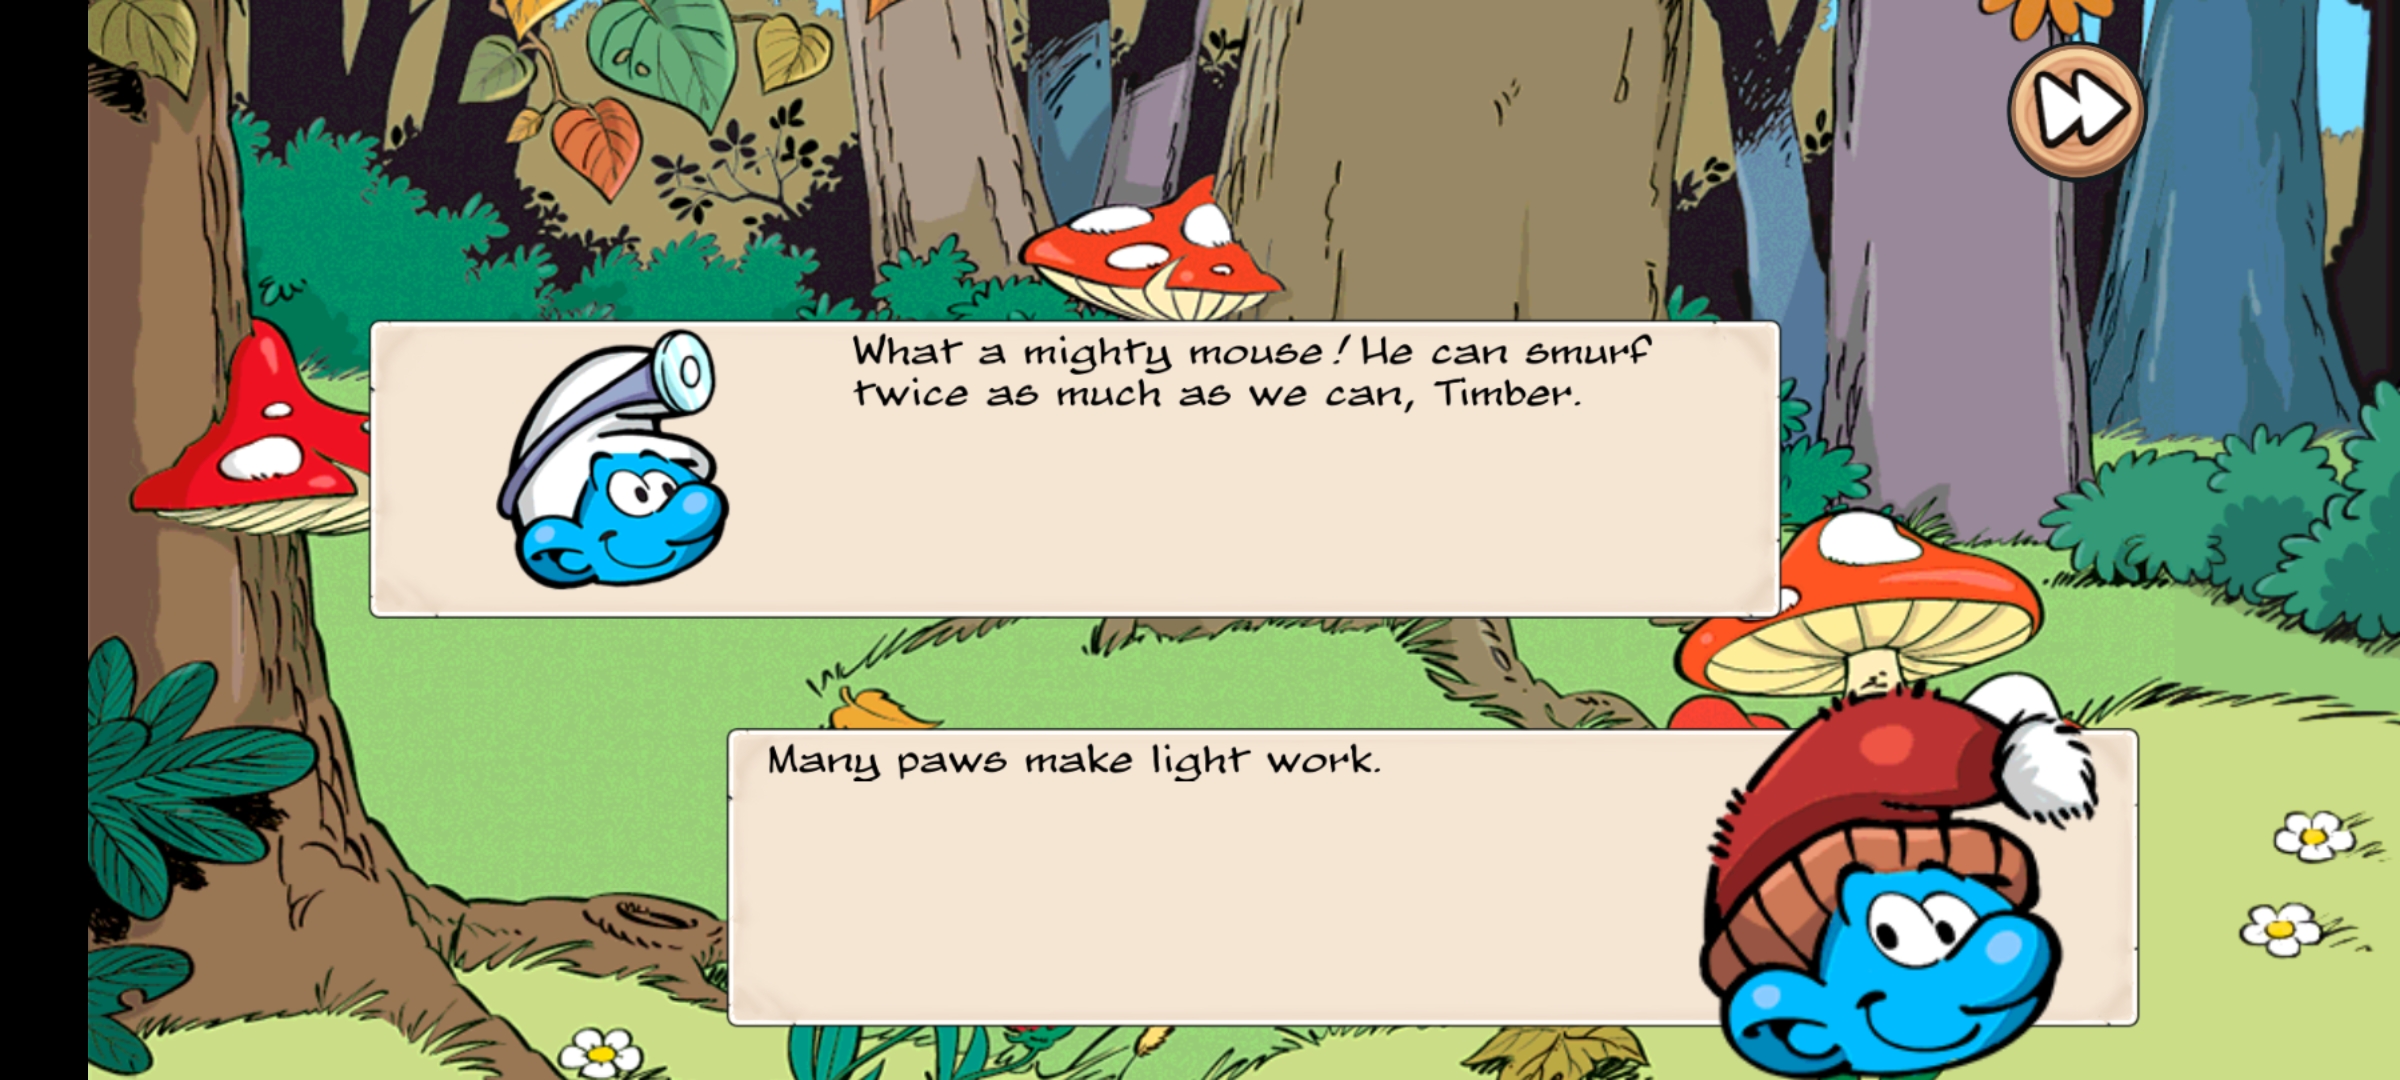 What a mighty mouse! He can smurf
twice as much as we can, Timber.
Many paws make light work.